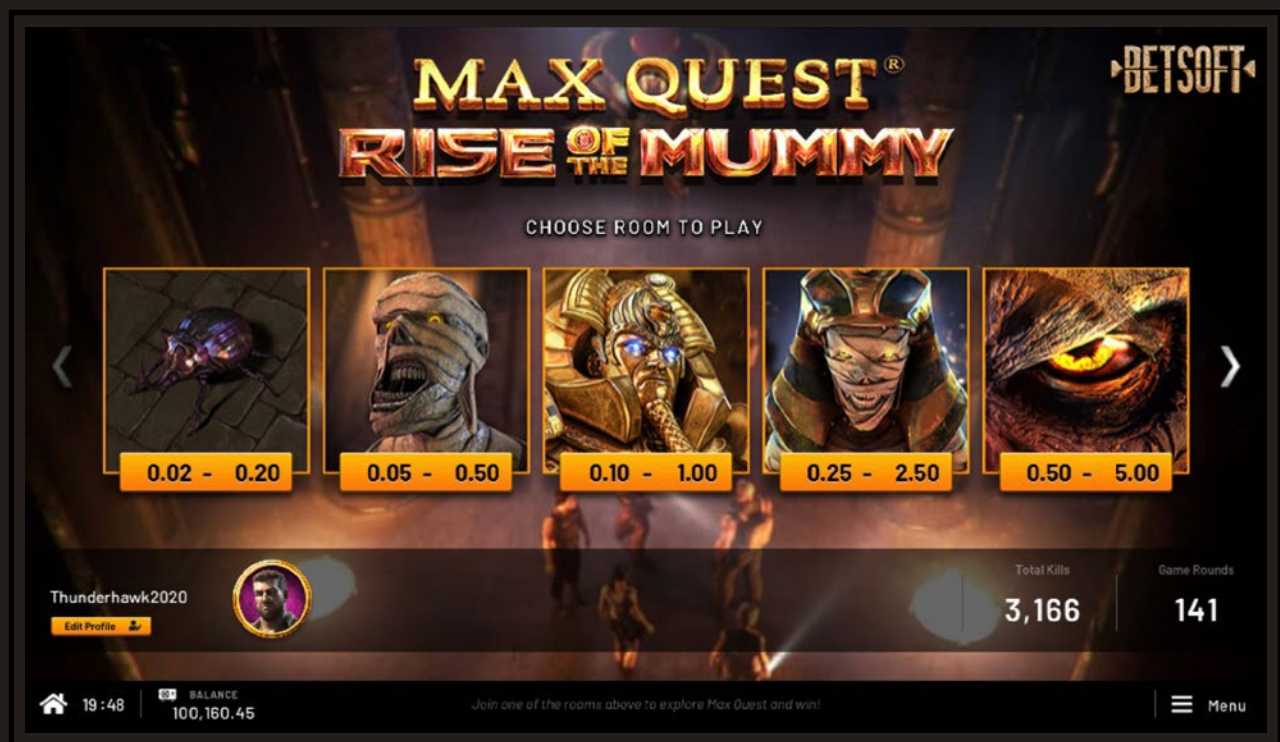 MAX QUEST®
RISE OF THE MUMMY
BETSOFT
CHOOSE ROOM TO PLAY
0.02 - 0.20
0.05 - 0.50
0.10 - 1.00
0.25 - 2.50
0.50 - 5.00
Thunderhawk2020
Edit Profile
Total Kills
3,166
Game Rounds
141
19:48
BALANCE
100,160.45
Join one of the rooms above to explore Max Quest and win!
Menu